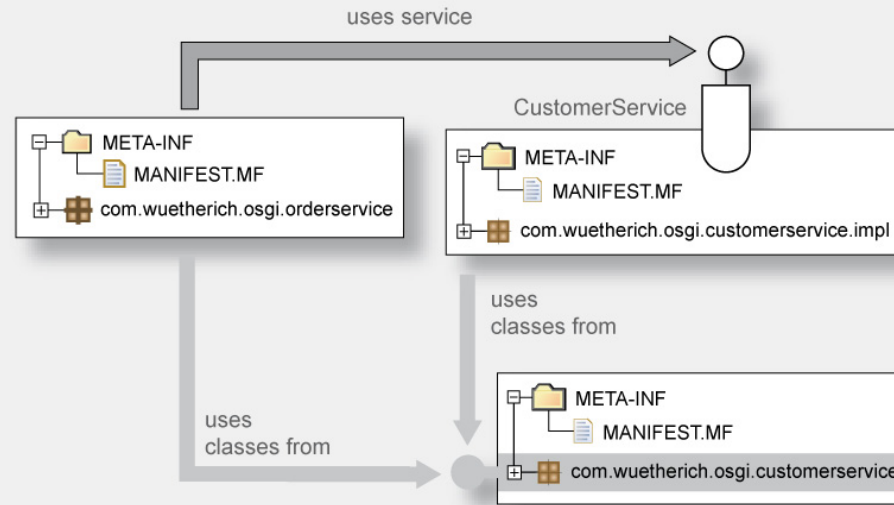 uses service
CustomerService
META-INF
MANIFEST.MF
com.wuetherich.osgi.orderservice
META-INF
MANIFEST.MF
com.wuetherich.osgi.customerservice.impl
uses
classes from
uses
classes from
META-INF
MANIFEST.MF
com.wuetherich.osgi.customerservice